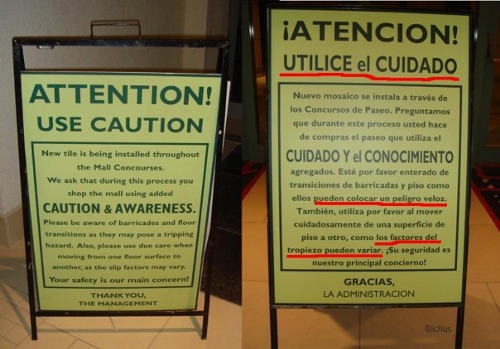 ATTENTION!
USE CAUTION
New tile is being installed throughout
the Mall Concourses.
We ask that during this process you
shop the mall using added
CAUTION & AWARENESS.
Please be aware of barricades and floor
transitions as they may pose a tripping
hazard. Also, please use due care when
moving from one floor surface to
another, as the slip factors may vary.
Your safety is our main concern!
THANK YOU,
THE MANAGEMENT
¡ATENCION!
UTILICE el CUIDADO
Nuevo mosaico se instala a través de
los Concursos de Paseo. Preguntamos
que durante este proceso usted hace
de compras el paseo que utiliza el
CUIDADO Y el CONOCIMIENTO
agregados. Esté por favor enterado de
transiciones de barricadas y piso como
ellos pueden colocar un peligro veloz.
También, utiliza por favor al mover
cuidadosamente de una superficie de
piso a otro, como los factores del
tropiezo pueden variar. ¡Su seguridad es
nuestro principal concierno!
GRACIAS,
LA ADMINISTRACION
Bichus